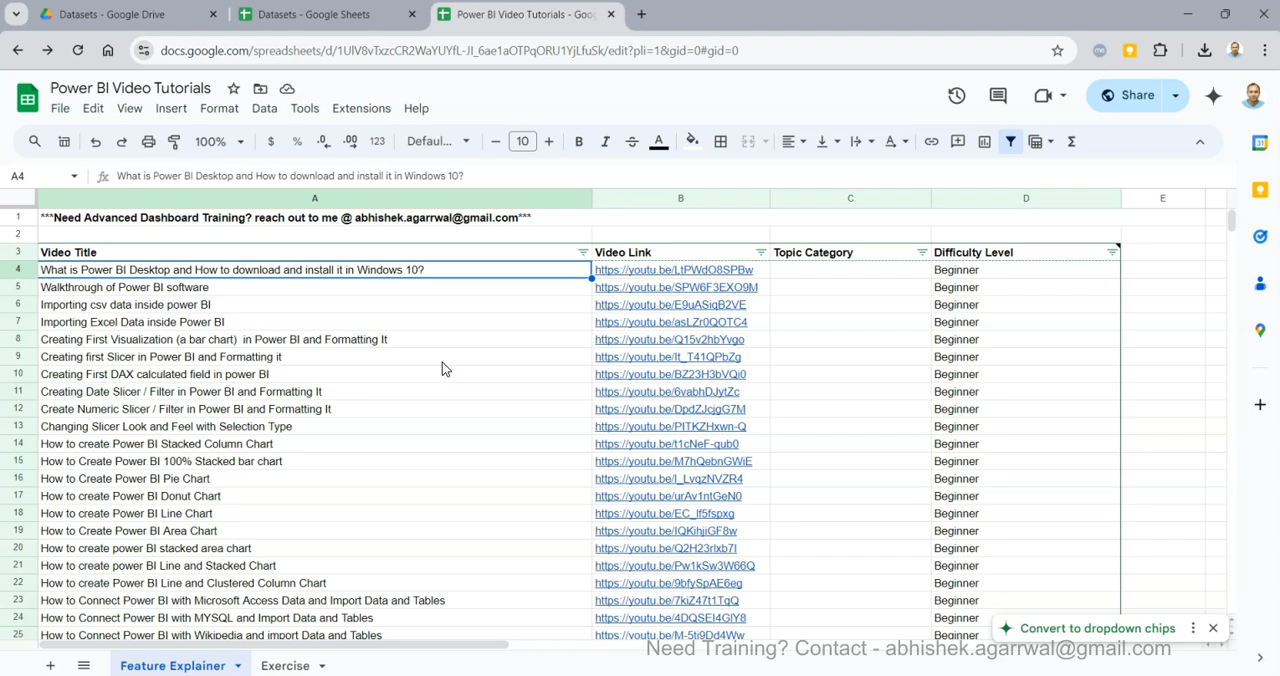 Datasets - Google Drive
Datasets - Google Sheets
Power BI Video Tutorials - Goo
docs.google.com/spreadsheets/d/1UlV8vTxzcCR2WaYUYfL-JI_6ae1aOTPqORU1YjLfuSk/edit?pli=1&gid=0#gid=0
Power BI Video Tutorials
File Edit View Insert Format Data Tools Extensions Help
Share
100% $ % .0 .00 123 Defaul... 10 B I A
A4 fx What is Power BI Desktop and How to download and install it in Windows 10?
A B C D E
1 ***Need Advanced Dashboard Training? reach out to me @ abhishek.agarrwal@gmail.com***
2
3 Video Title Video Link Topic Category Difficulty Level
4 What is Power BI Desktop and How to download and install it in Windows 10? https://youtu.be/LtPWdO8SPBw Beginner
5 Walkthrough of Power BI software https://youtu.be/SPW6F3EXO9M Beginner
6 Importing csv data inside power BI https://youtu.be/E9uASiqB2VE Beginner
7 Importing Excel Data inside Power BI https://youtu.be/asLZr0QOTC4 Beginner
8 Creating First Visualization (a bar chart) in Power BI and Formatting It https://youtu.be/Q15v2hbYvgo Beginner
9 Creating first Slicer in Power BI and Formatting it https://youtu.be/It_T41QPbZg Beginner
10 Creating First DAX calculated field in power BI https://youtu.be/BZ23H3bVQi0 Beginner
11 Creating Date Slicer / Filter in Power BI and Formatting It https://youtu.be/6vabhDJytZc Beginner
12 Create Numeric Slicer / Filter in Power BI and Formatting It https://youtu.be/DpdZJcjgG7M Beginner
13 Changing Slicer Look and Feel with Selection Type https://youtu.be/PITKZHxwn-Q Beginner
14 How to create Power BI Stacked Column Chart https://youtu.be/t1cNeF-qub0 Beginner
15 How to Create Power BI 100% Stacked bar chart https://youtu.be/M7hQebnGWiE Beginner
16 How to Create Power BI Pie Chart https://youtu.be/I_LvqzNVZR4 Beginner
17 How to create Power BI Donut Chart https://youtu.be/urAv1ntGeN0 Beginner
18 How to create Power BI Line Chart https://youtu.be/EC_lf5fspxg Beginner
19 How to Create Power BI Area Chart https://youtu.be/IQKihjiGF8w Beginner
20 How to create power BI stacked area chart https://youtu.be/Q2H23rlxb7I Beginner
21 How to create power BI Line and Stacked Chart https://youtu.be/Pw1kSw3W66Q Beginner
22 How to create Power BI Line and Clustered Column Chart https://youtu.be/9bfySpAE6eg Beginner
23 How to Connect Power BI with Microsoft Access Data and Import Data and Tables https://youtu.be/7kiZ47t1TqQ Beginner
24 How to Connect Power BI with MYSQL and Import Data and Tables https://youtu.be/4DQSEI4GlY8 Beginner
25 How to Connect Power BI with Wikipedia and import Data and Tables https://youtu.be/M-5ti9Dd4Ww Beginner
Convert to dropdown chips
Need Training? Contact - abhishek.agarrwal@gmail.com
Feature Explainer Exercise